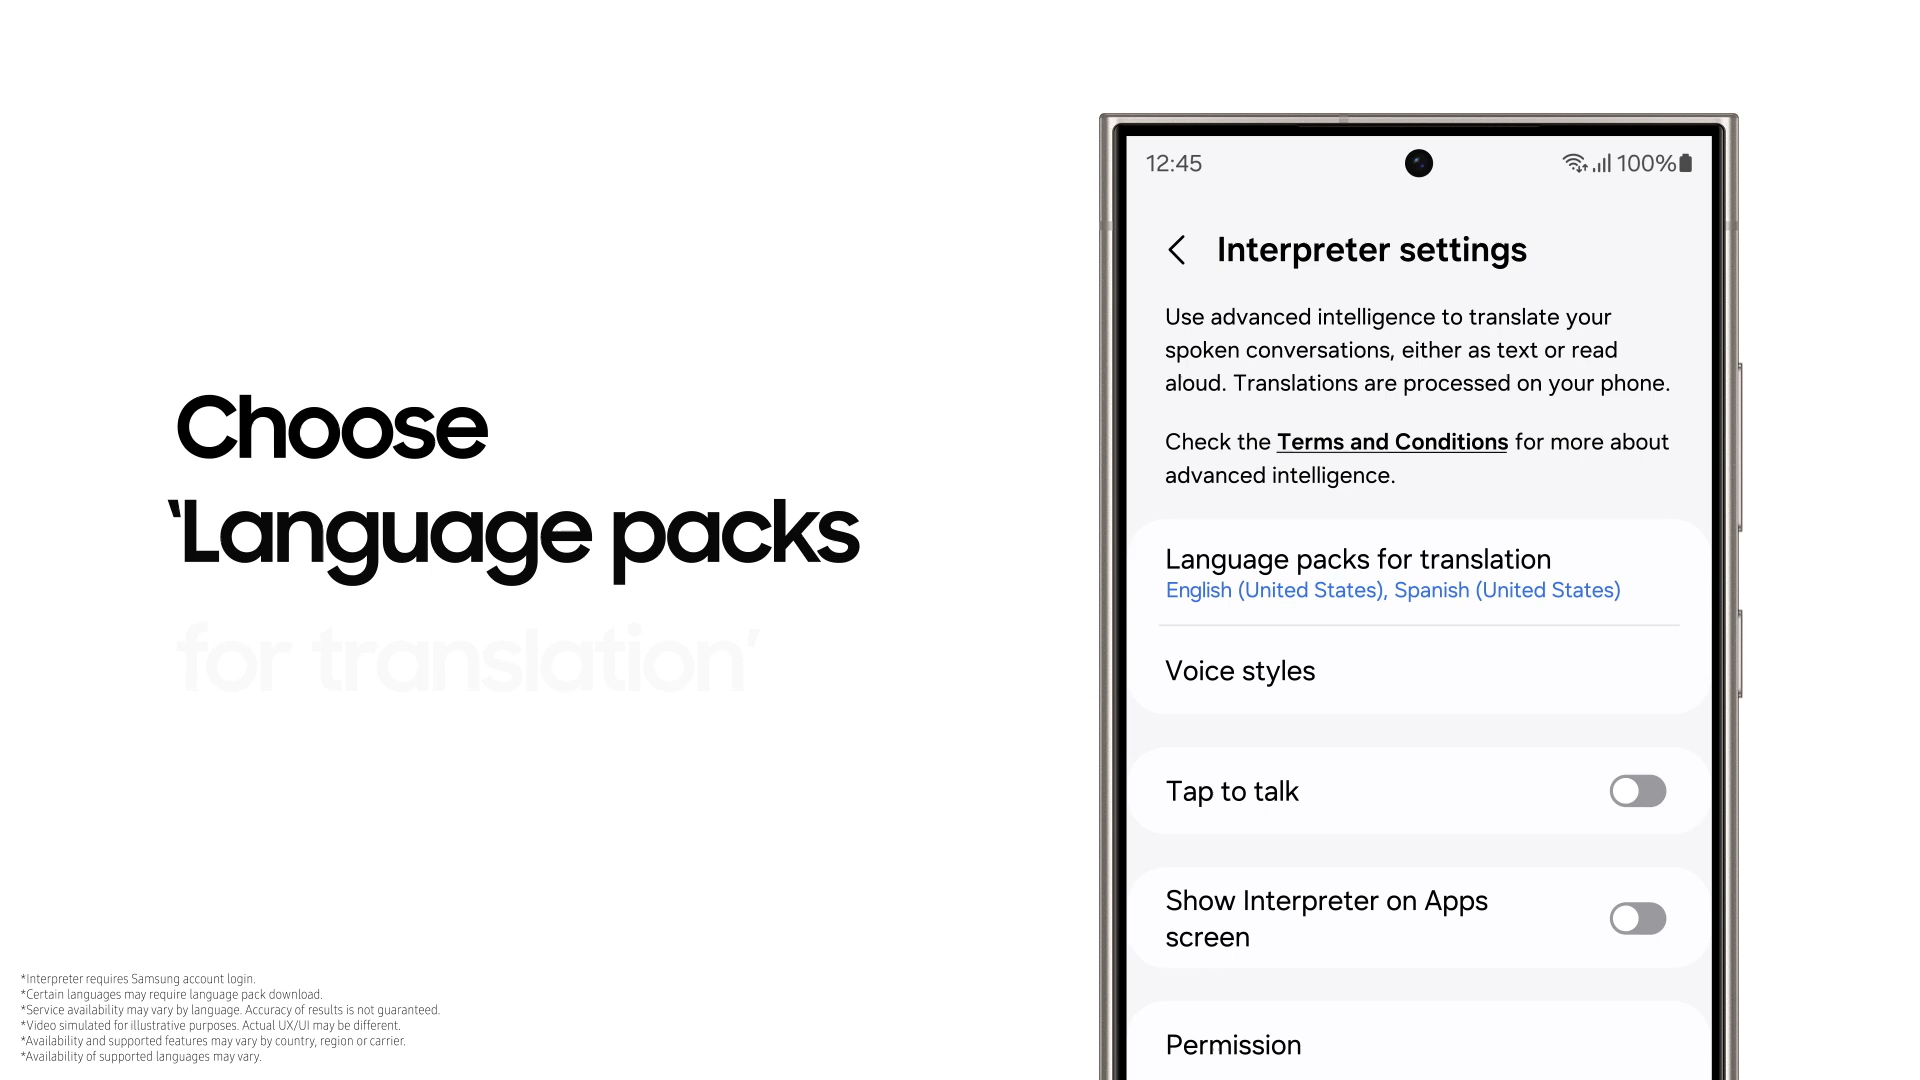 Choose
‘Language packs
for translation’
*Interpreter requires Samsung account login.
*Certain languages may require language pack download.
*Service availability may vary by language. Accuracy of results is not guaranteed.
*Video simulated for illustrative purposes. Actual UX/UI may be different.
*Availability and supported features may vary by country, region or carrier.
*Availability of supported languages may vary.
12:45
100%
Interpreter settings
Use advanced intelligence to translate your
spoken conversations, either as text or read
aloud. Translations are processed on your phone.
Check the Terms and Conditions for more about
advanced intelligence.
Language packs for translation
English (United States), Spanish (United States)
Voice styles
Tap to talk
Show Interpreter on Apps
screen
Permission